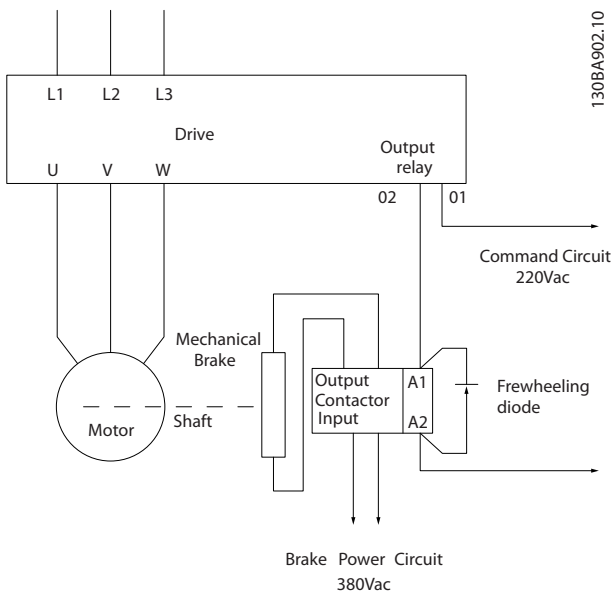 130BA902.10
L1 L2 L3
Drive
U V W
Output
relay
02 01
Command Circuit
220Vac
Mechanical
Brake
Output
Contactor
Input
A1
A2
Frewheeling
diode
Motor
Shaft
Brake Power Circuit
380Vac